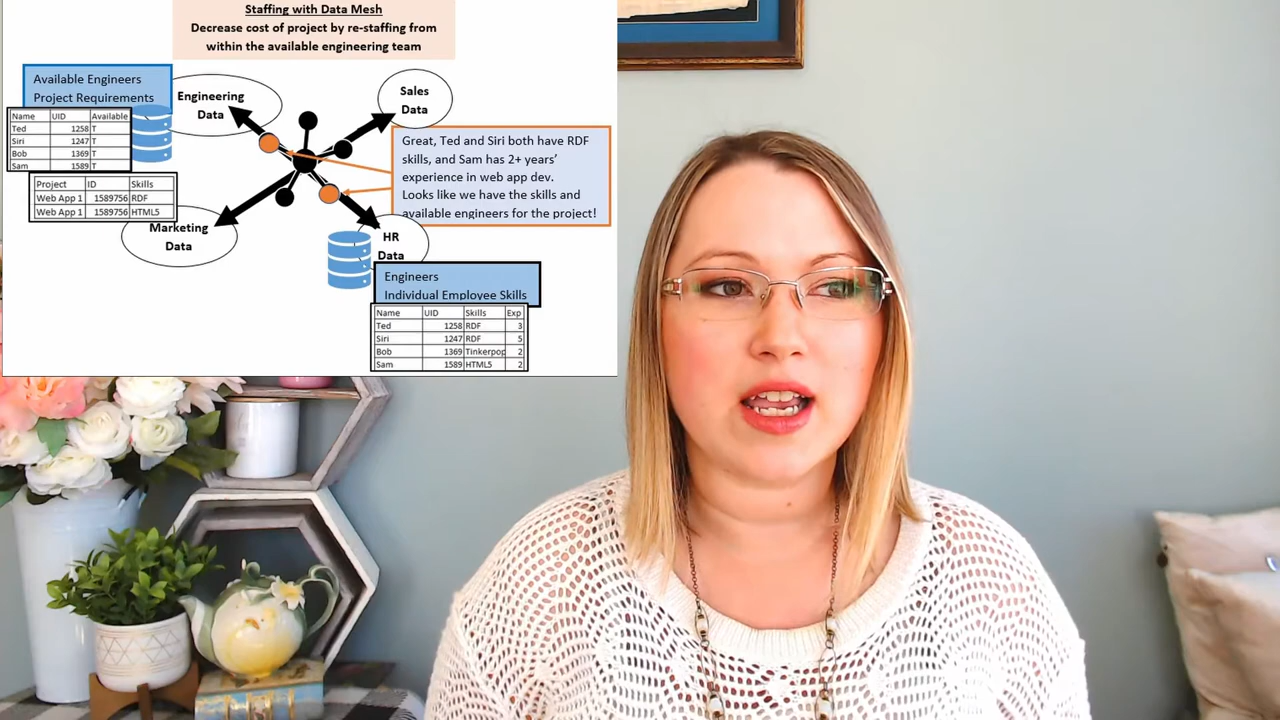 Staffing with Data Mesh
Decrease cost of project by re-staffing from
within the available engineering team
Available Engineers
Project Requirements
Name UID Available
Ted 1258 T
Siri 1247 T
Bob 1369 T
Sam 1589 T
Project ID Skills
Web App 1 1589756 RDF
Web App 1 1589756 HTML5
Engineering
Data
Sales
Data
Great, Ted and Siri both have RDF
skills, and Sam has 2+ years'
experience in web app dev.
Looks like we have the skills and
available engineers for the project!
Marketing
Data
HR
Data
Engineers
Individual Employee Skills
Name UID Skills Exp
Ted 1258 RDF 3
Siri 1247 RDF 5
Bob 1369 Tinkerpop 2
Sam 1589 HTML5 2